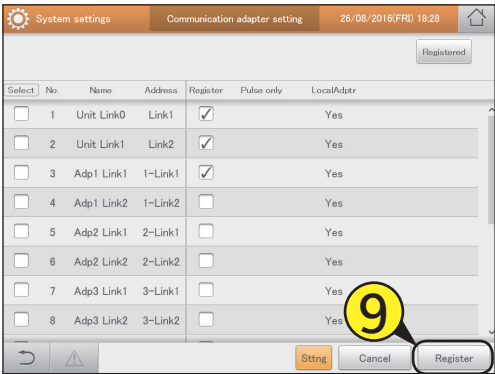 System settings Communication adapter setting 26/08/2016(FRI) 18:28
Registered
Select No. Name Address Register Pulse only LocalAdptr
1 Unit Link0 Link1 Yes
2 Unit Link1 Link2 Yes
3 Adp1 Link1 1-Link1 Yes
4 Adp1 Link2 1-Link2 Yes
5 Adp2 Link1 2-Link1 Yes
6 Adp2 Link2 2-Link2 Yes
7 Adp3 Link1 3-Link1 Yes
8 Adp3 Link2 3-Link2 Yes
9
Sttng Cancel Register